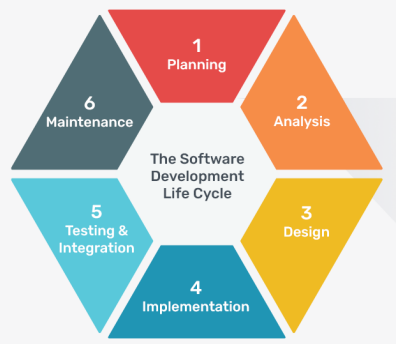 The Software
Development
Life Cycle
1
Planning
2
Analysis
3
Design
4
Implementation
5
Testing &
Integration
6
Maintenance